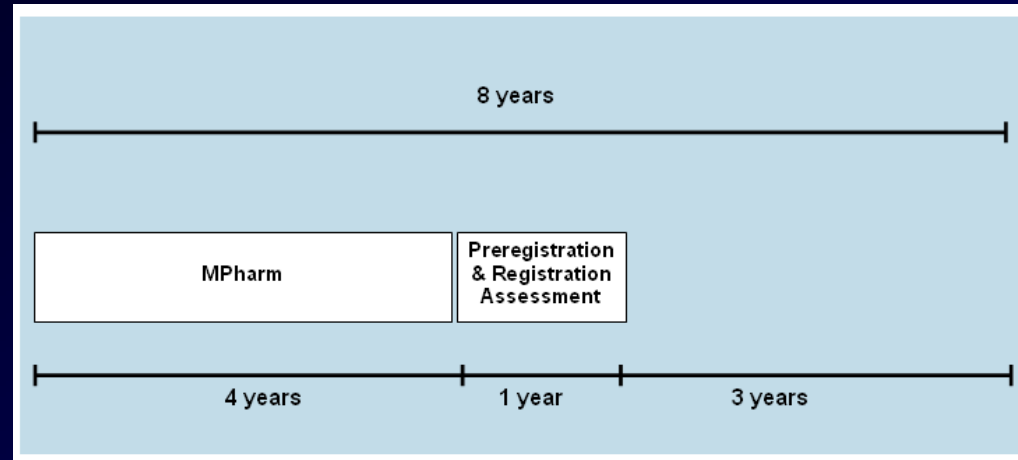 8 years
MPharm
Preregistration
& Registration
Assessment
4 years
1 year
3 years